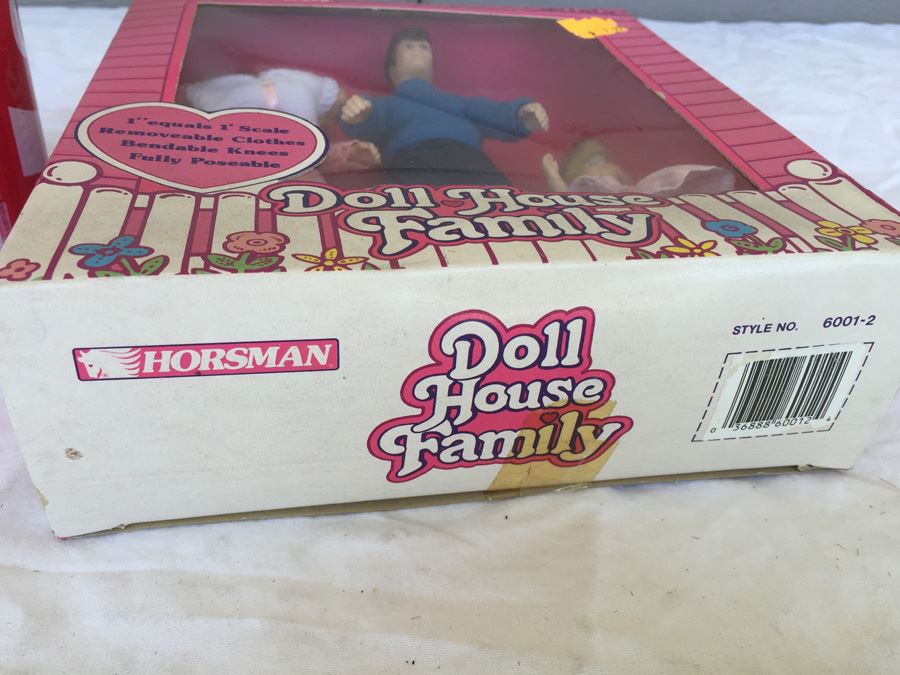 1" equals 1' Scale
Removeable Clothes
Bendable Knees
Fully Poseable
Doll House
Family
HORSMAN
Doll
House
Family
STYLE NO. 6001-2
0 36888 60012 4